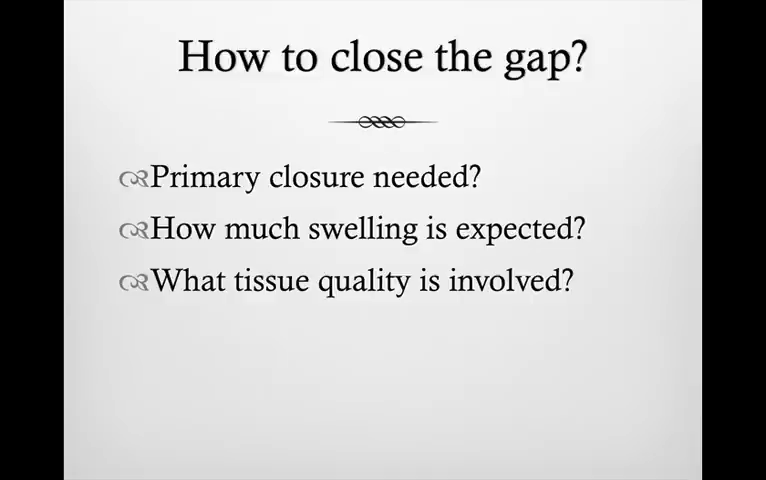 How to close the gap?
Primary closure needed?
How much swelling is expected?
What tissue quality is involved?